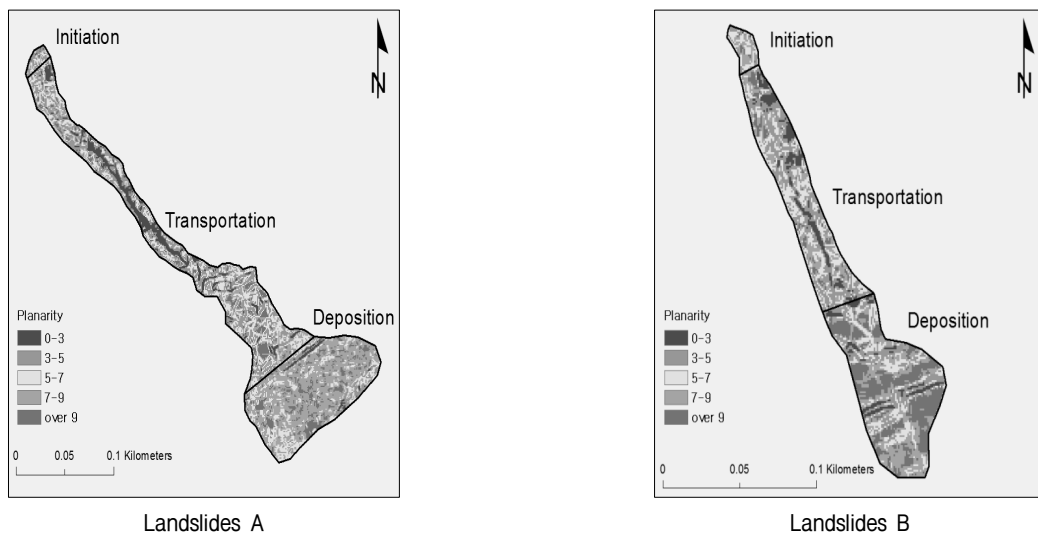 Initiation
N
Transportation
Deposition
Planarity
0-3
3-5
5-7
7-9
over 9
0 0.05 0.1 Kilometers
Landslides A
Initiation
N
Transportation
Deposition
Planarity
0-3
3-5
5-7
7-9
over 9
0 0.05 0.1 Kilometers
Landslides B